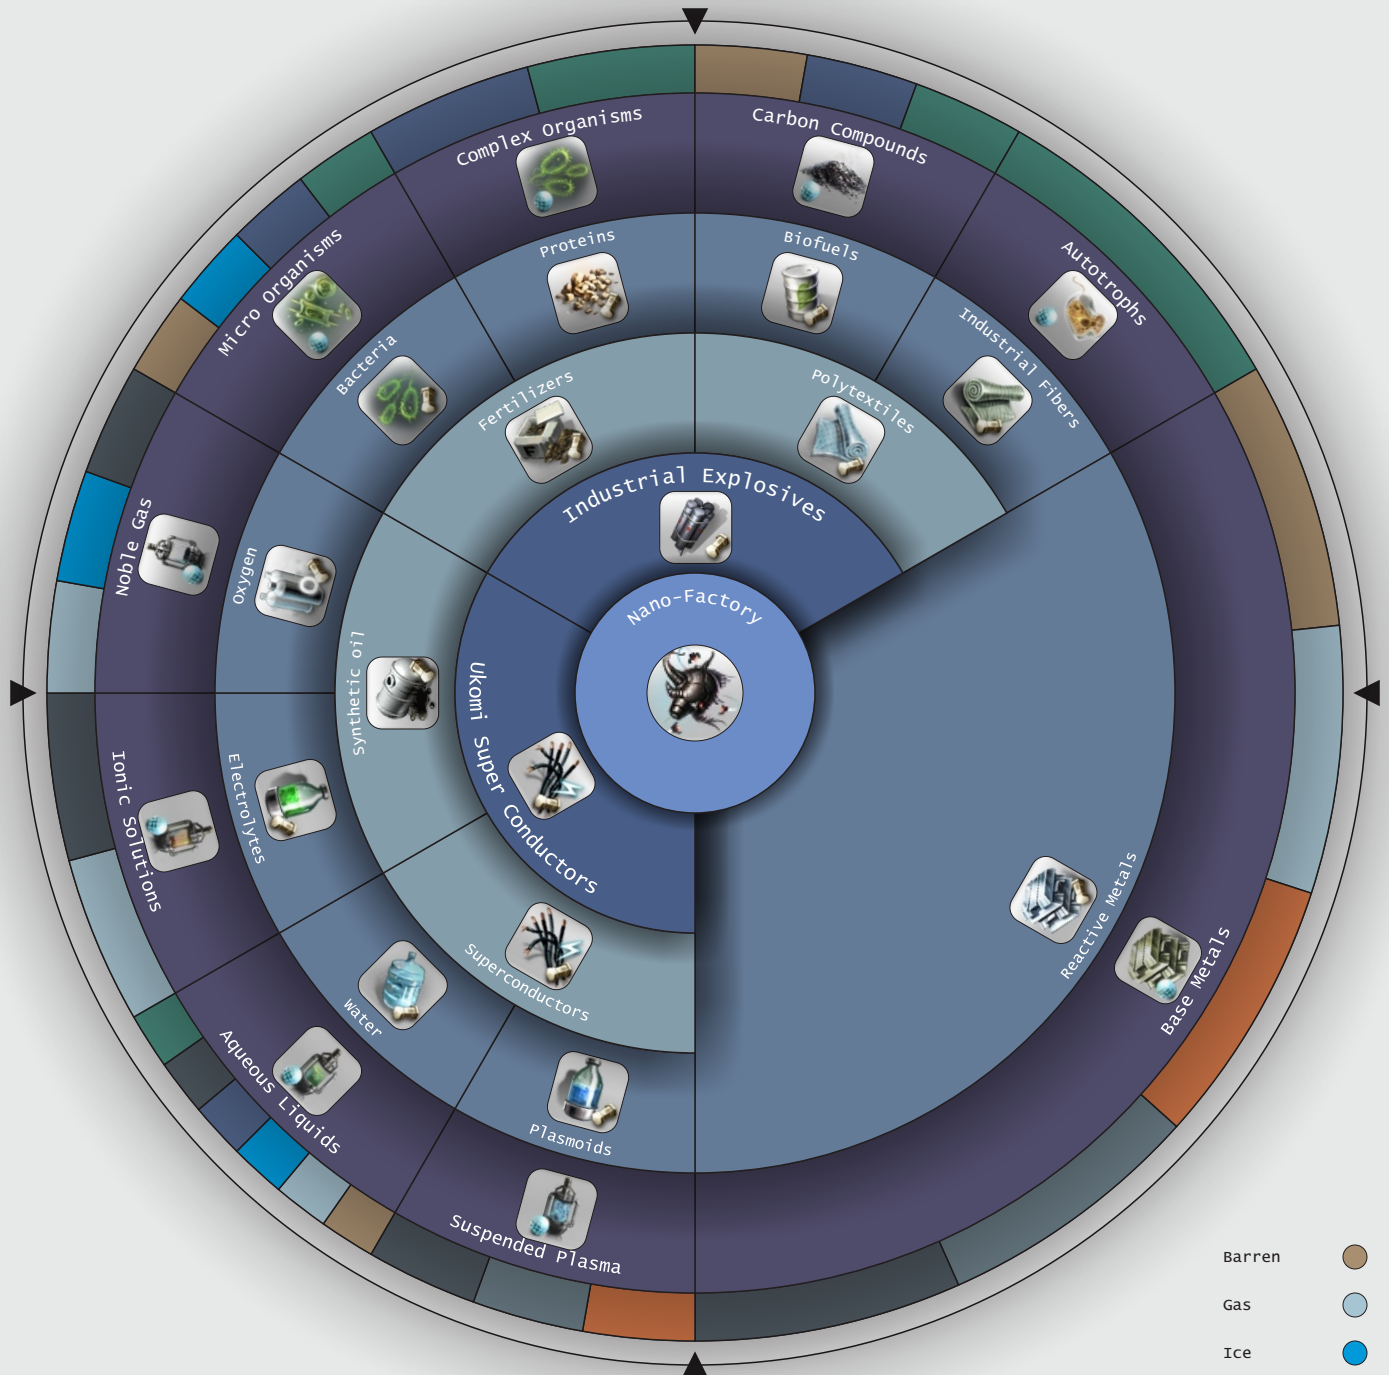 Complex Organisms
Carbon Compounds
Micro Organisms
Autotrophs
Proteins
Biofuels
Bacteria
Industrial Fibers
Fertilizers
Polytextiles
Noble Gas
Oxygen
Industrial Explosives
Nano-Factory
Synthetic oil
Ukomi Super Conductors
Ionic Solutions
Electrolytes
Superconductors
Water
Aqueous Liquids
Plasmoids
Suspended Plasma
Reactive Metals
Base Metals
Barren
Gas
Ice